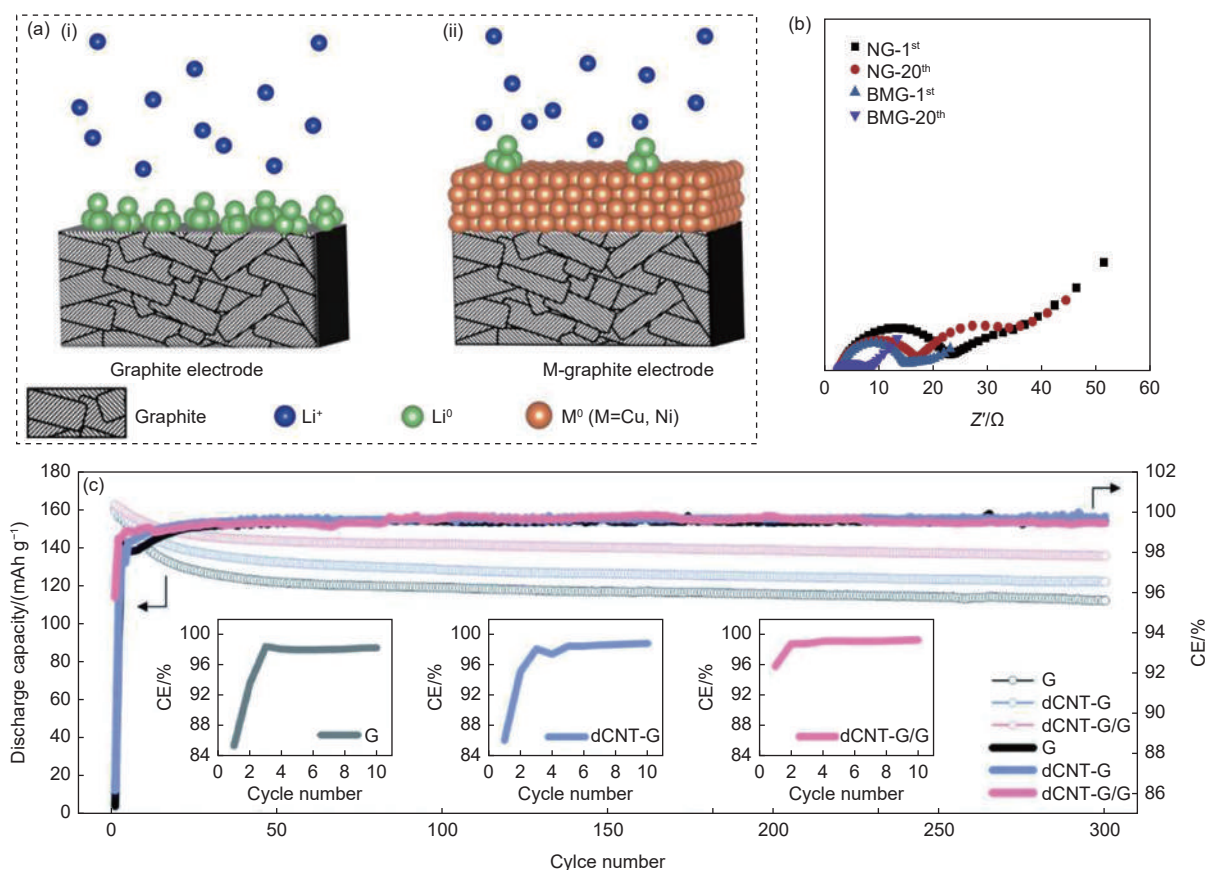 (a) (i)
(ii)
Graphite electrode
M-graphite electrode
Graphite
Li⁺
Li⁰
M⁰ (M=Cu, Ni)
(b)
NG-1ˢᵗ
NG-20ᵗʰ
BMG-1ˢᵗ
BMG-20ᵗʰ
0 10 20 30 40 50 60
Z'/Ω
(c)
180
160
140
120
100
80
60
40
20
0
Discharge capacity/(mAh g⁻¹)
102
100
98
96
94
92
90
88
86
CE/%
100
96
92
88
84
CE/%
G
0 2 4 6 8 10
Cycle number
100
96
92
88
84
CE/%
dCNT-G
0 2 4 6 8 10
Cycle number
100
96
92
88
84
CE/%
dCNT-G/G
0 2 4 6 8 10
Cycle number
G
dCNT-G
dCNT-G/G
G
dCNT-G
dCNT-G/G
0 50 100 150 200 250 300
Cylce number